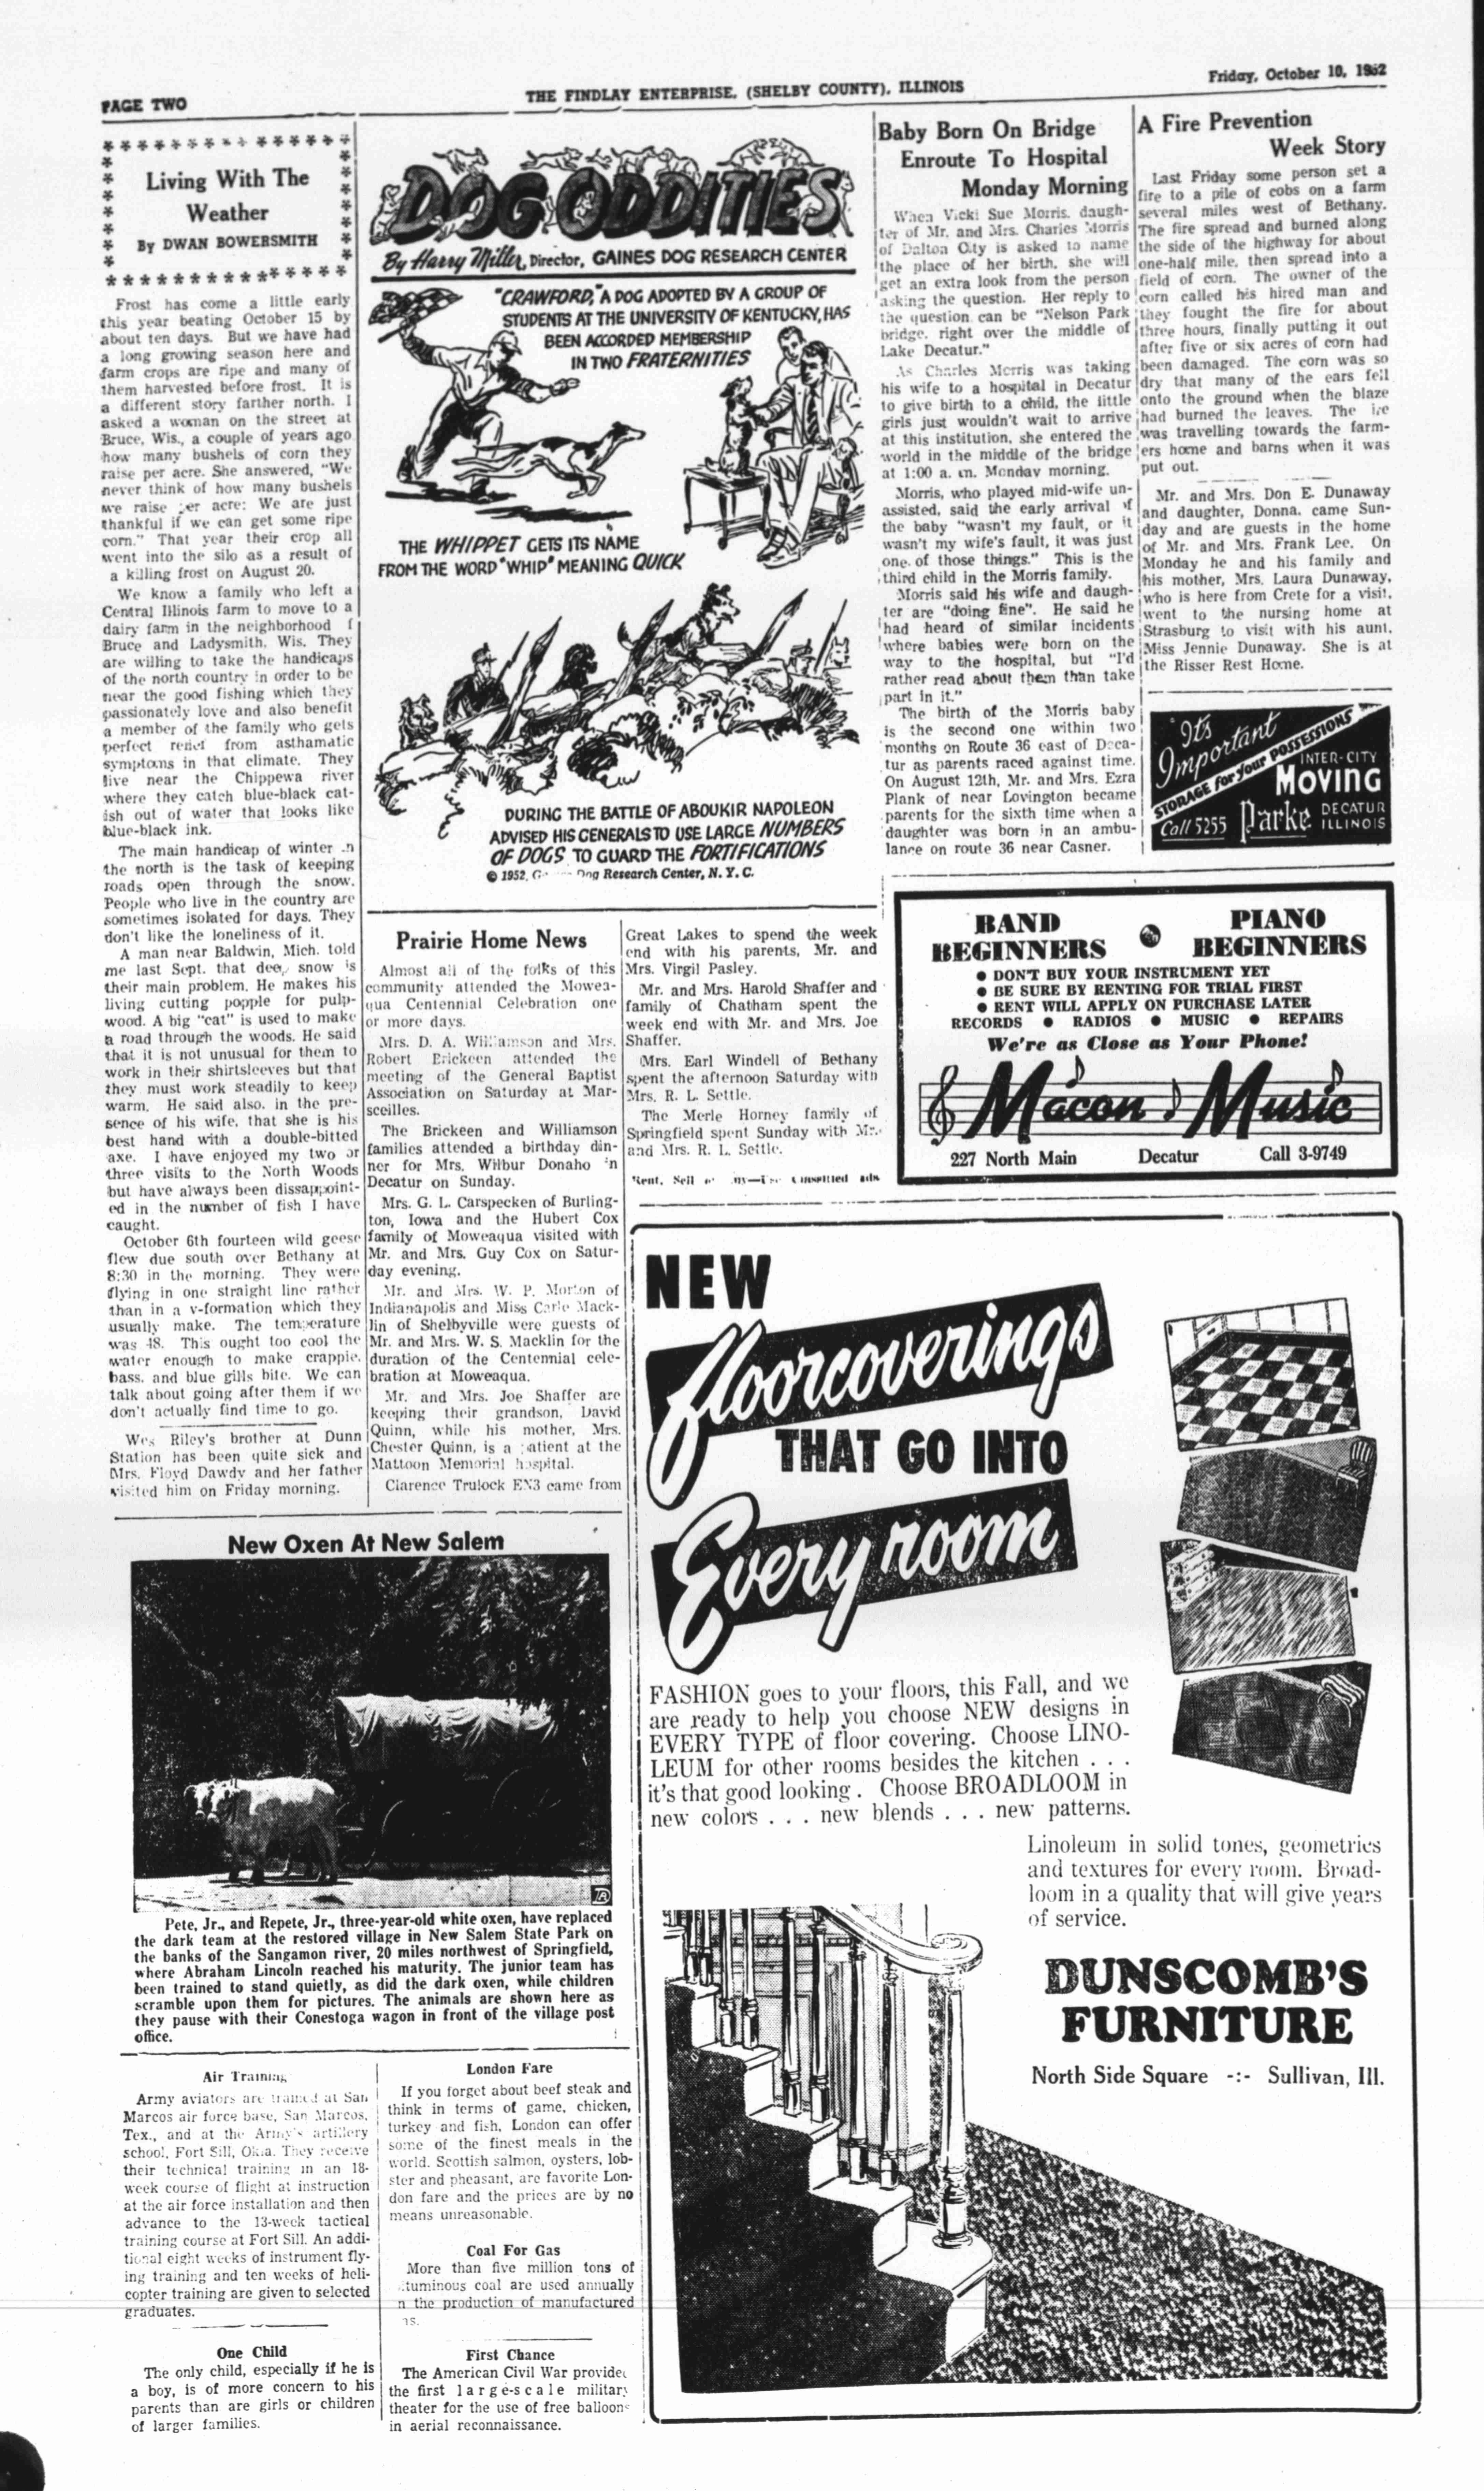 PAGE TWO
THE FINDLAY ENTERPRISE, (SHELBY COUNTY), ILLINOIS
Friday, October 10, 1952
Living With The
Weather
By DWAN BOWERSMITH
Frost has come a little early
this year beating October 15 by
about ten days. But we have had
a long growing season here and
farm crops are ripe and many of
them harvested before frost. It is
a different story farther north. I
asked a woman on the street at
Bruce, Wis., a couple of years ago
how many bushels of corn they
raise per acre. She answered, "We
never think of how many bushels
we raise per acre: We are just
thankful if we can get some ripe
corn." That year their crop all
went into the silo as a result of
a killing frost on August 20.
We know a family who left a
Central Illinois farm to move to a
dairy farm in the neighborhood
Bruce and Ladysmith, Wis. They
are willing to take the handicaps
of the north country in order to be
near the good fishing which they
passionately love and also benefit
a member of the family who gets
perfect relief from asthamatic
symptoms in that climate. They
live near the Chippewa river
where they catch blue-black cat-
ish out of water that looks like
blue-black ink.
The main handicap of winter in
the north is the task of keeping
roads open through the snow.
People who live in the country are
sometimes isolated for days. They
don't like the loneliness of it.
A man near Baldwin, Mich. told
me last Sept. that deep snow is
their main problem. He makes his
living cutting popple for pulp-
wood. A big "cat" is used to make
a road through the woods. He said
that it is not unusual for them to
work in their shirtsleeves but that
they must work steadily to keep
warm. He said also, in the pre-
sence of his wife, that she is his
best hand with a double-bitted
axe. I have enjoyed my two or
three visits to the North Woods
but have always been dissappoint-
ed in the number of fish I have
caught.
October 6th fourteen wild geese
flew due south over Bethany at
8:30 in the morning. They were
flying in one straight line rather
than in a v-formation which they
usually make. The temperature
was 48. This ought too cool the
water enough to make crappie,
bass, and blue gills bite. We can
talk about going after them if we
don't actually find time to go.
Wes Riley's brother at Dunn
Station has been quite sick and
Mrs. Floyd Dawdy and her father
visited him on Friday morning.
DOG ODDITIES
By Harry Miller, Director, GAINES DOG RESEARCH CENTER
"CRAWFORD," A DOG ADOPTED BY A GROUP OF
STUDENTS AT THE UNIVERSITY OF KENTUCKY, HAS
BEEN ACCORDED MEMBERSHIP
IN TWO FRATERNITIES
THE WHIPPET GETS ITS NAME
FROM THE WORD "WHIP" MEANING QUICK
DURING THE BATTLE OF ABOUKIR NAPOLEON
ADVISED HIS GENERALS TO USE LARGE NUMBERS
OF DOGS TO GUARD THE FORTIFICATIONS
© 1952, Dog Research Center, N. Y. C.
Prairie Home News
Almost all of the folks of this
community attended the Mowea-
qua Centennial Celebration one
or more days.
Mrs. D. A. Williamson and Mrs.
Robert Brickeen attended the
meeting of the General Baptist
Association on Saturday at Mar-
sceilles.
The Brickeen and Williamson
families attended a birthday din-
ner for Mrs. Wilbur Donaho in
Decatur on Sunday.
Mrs. G. L. Carspecken of Burling-
ton, Iowa and the Hubert Cox
family of Moweaqua visited with
Mr. and Mrs. Guy Cox on Satur-
day evening.
Mr. and Mrs. W. P. Morton of
Indianapolis and Miss Carle Mack-
lin of Shelbyville were guests of
Mr. and Mrs. W. S. Macklin for the
duration of the Centennial cele-
bration at Moweaqua.
Mr. and Mrs. Joe Shaffer are
keeping their grandson, David
Quinn, while his mother, Mrs.
Chester Quinn, is a patient at the
Mattoon Memorial hospital.
Clarence Trulock EN3 came from
Great Lakes to spend the week
end with his parents, Mr. and
Mrs. Virgil Pasley.
Mr. and Mrs. Harold Shaffer and
family of Chatham spent the
week end with Mr. and Mrs. Joe
Shaffer.
Mrs. Earl Windell of Bethany
spent the afternoon Saturday with
Mrs. R. L. Settle.
The Merle Horney family of
Springfield spent Sunday with Mr.
and Mrs. R. L. Settle.
Rent, Sell
Baby Born On Bridge
Enroute To Hospital
Monday Morning
When Vicki Sue Morris, daugh-
ter of Mr. and Mrs. Charles Morris
of Dalton City is asked to name
the place of her birth, she will
get an extra look from the person
asking the question. Her reply to
the question can be "Nelson Park
bridge, right over the middle of
Lake Decatur."
As Charles Morris was taking
his wife to a hospital in Decatur
to give birth to a child, the little
girls just wouldn't wait to arrive
at this institution, she entered the
world in the middle of the bridge
at 1:00 a. m. Monday morning.
Morris, who played mid-wife un-
assisted, said the early arrival of
the baby "wasn't my fault, or it
wasn't my wife's fault, it was just
one of those things." This is the
third child in the Morris family.
Morris said his wife and daugh-
ter are "doing fine". He said he
had heard of similar incidents
where babies were born on the
way to the hospital, but "I'd
rather read about them than take
part in it."
The birth of the Morris baby
is the second one within two
months on Route 36 east of Deca-
tur as parents raced against time.
On August 12th, Mr. and Mrs. Ezra
Plank of near Lovington became
parents for the sixth time when a
daughter was born in an ambu-
lance on route 36 near Casner.
A Fire Prevention
Week Story
Last Friday some person set a
fire to a pile of cobs on a farm
several miles west of Bethany.
The fire spread and burned along
the side of the highway for about
one-half mile, then spread into a
field of corn. The owner of the
corn called his hired man and
they fought the fire for about
three hours, finally putting it out
after five or six acres of corn had
been damaged. The corn was so
dry that many of the ears fell
onto the ground when the blaze
had burned the leaves. The
was travelling towards the farm-
ers home and barns when it was
put out.
Mr. and Mrs. Don E. Dunaway
and daughter, Donna, came Sun-
day and are guests in the home
of Mr. and Mrs. Frank Lee. On
Monday he and his family and
his mother, Mrs. Laura Dunaway,
who is here from Crete for a visit,
went to the nursing home at
Strasburg to visit with his aunt,
Miss Jennie Dunaway. She is at
the Risser Rest Home.
It's
Important
STORAGE for your POSSESSIONS
INTER-CITY
MOVING
Call 5255
Parke DECATUR
ILLINOIS
BAND
BEGINNERS
PIANO
BEGINNERS
● DON'T BUY YOUR INSTRUMENT YET
● BE SURE BY RENTING FOR TRIAL FIRST
● RENT WILL APPLY ON PURCHASE LATER
RECORDS ● RADIOS ● MUSIC ● REPAIRS
We're as Close as Your Phone!
Macon Music
227 North Main Decatur Call 3-9749
New Oxen At New Salem
Pete, Jr., and Repete, Jr., three-year-old white oxen, have replaced
the dark team at the restored village in New Salem State Park on
the banks of the Sangamon river, 20 miles northwest of Springfield,
where Abraham Lincoln reached his maturity. The junior team has
been trained to stand quietly, as did the dark oxen, while children
scramble upon them for pictures. The animals are shown here as
they pause with their Conestoga wagon in front of the village post
office.
Air Training
Army aviators are trained at San
Marcos air force base, San Marcos,
Tex., and at the Army's artillery
school, Fort Sill, Okla. They receive
their technical training in an 18-
week course of flight at instruction
at the air force installation and then
advance to the 13-week tactical
training course at Fort Sill. An addi-
tional eight weeks of instrument fly-
ing training and ten weeks of heli-
copter training are given to selected
graduates.
One Child
The only child, especially if he is
a boy, is of more concern to his
parents than are girls or children
of larger families.
London Fare
If you forget about beef steak and
think in terms of game, chicken,
turkey and fish, London can offer
some of the finest meals in the
world. Scottish salmon, oysters, lob-
ster and pheasant, are favorite Lon-
don fare and the prices are by no
means unreasonable.
Coal For Gas
More than five million tons of
tuminous coal are used annually
n the production of manufactured
First Chance
The American Civil War provided
the first large-scale military
theater for the use of free balloons
in aerial reconnaissance.
NEW
floorcoverings
THAT GO INTO
Every room
FASHION goes to your floors, this Fall, and we
are ready to help you choose NEW designs in
EVERY TYPE of floor covering. Choose LINO-
LEUM for other rooms besides the kitchen . . .
it's that good looking . Choose BROADLOOM in
new colors . . . new blends . . . new patterns.
Linoleum in solid tones, geometrics
and textures for every room. Broad-
loom in a quality that will give years
of service.
DUNSCOMB'S
FURNITURE
North Side Square -:- Sullivan, Ill.